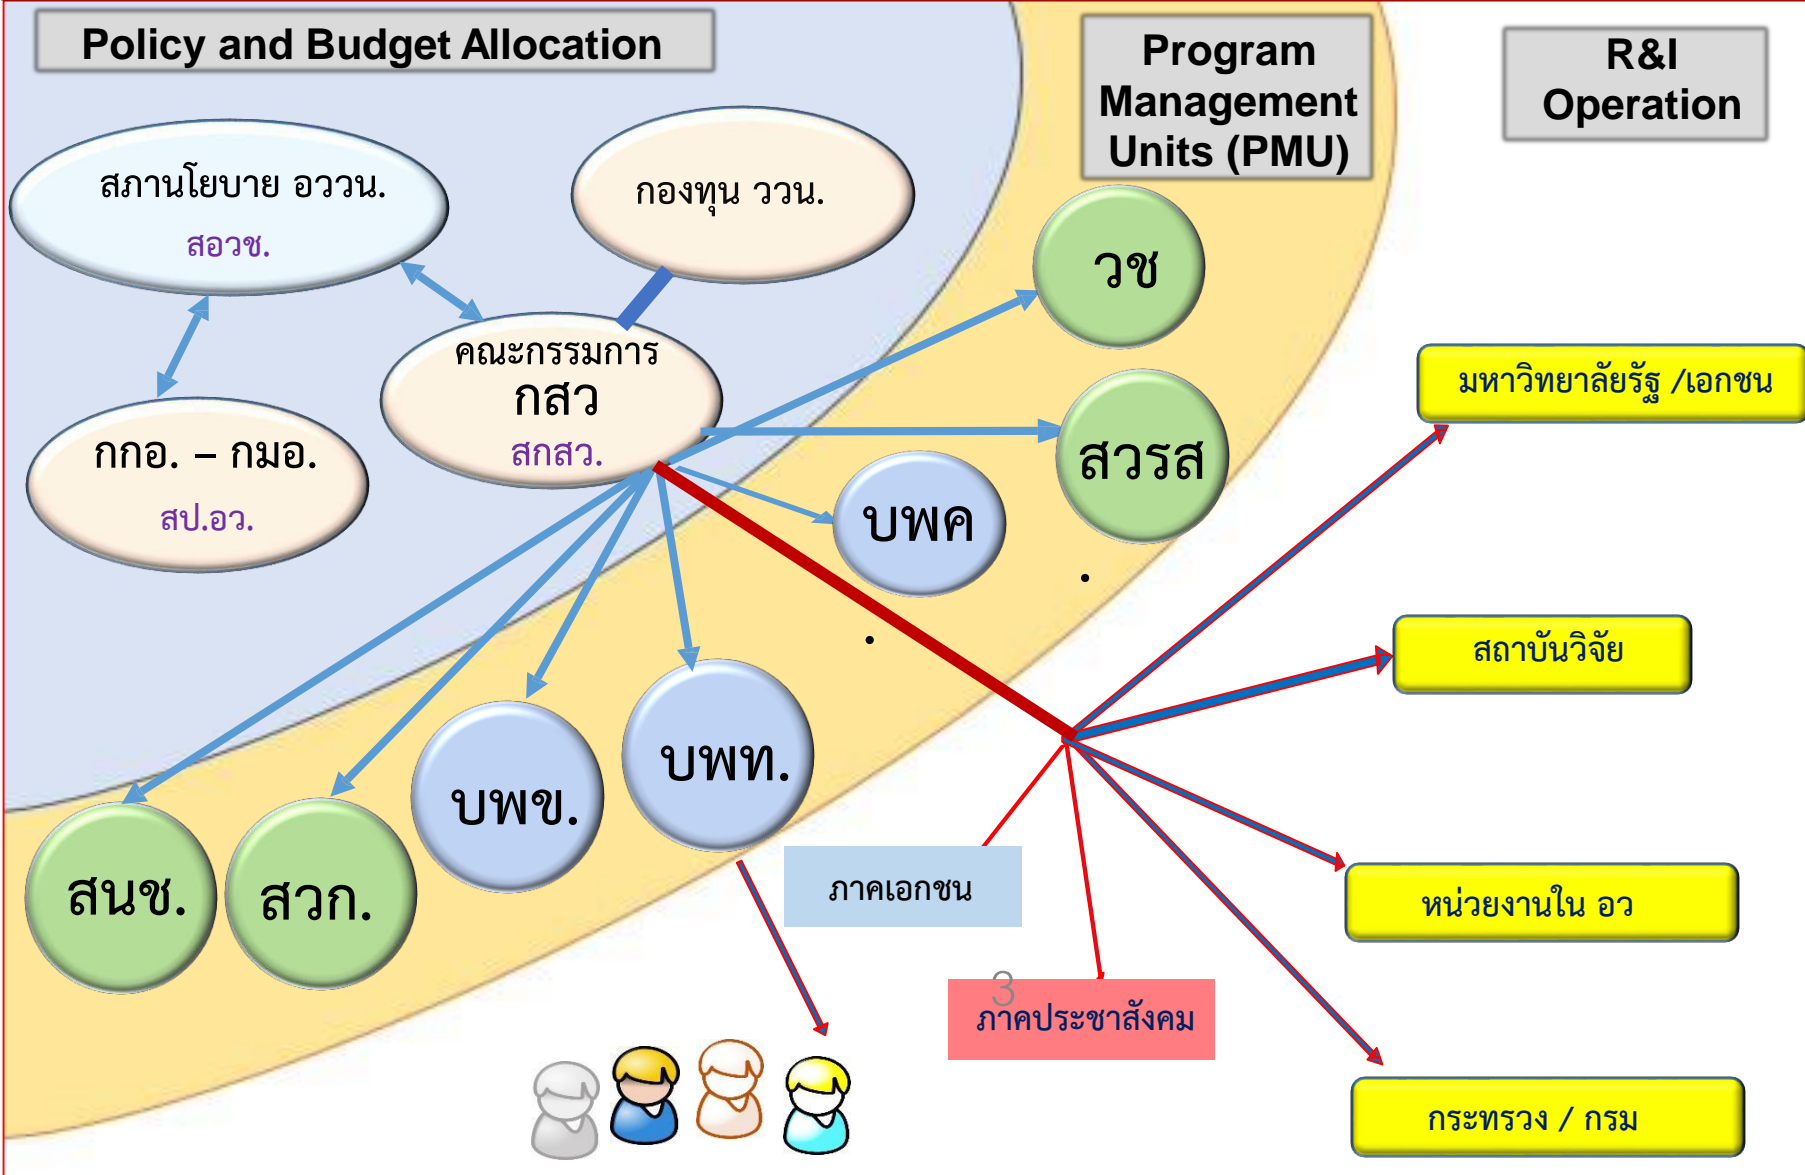 Policy and Budget Allocation
Program
Management
Units (PMU)
R&I
Operation
สภานโยบาย อววน.
สอวช.
กองทุน ววน.
วช
คณะกรรมการ
กสว
สกสว.
มหาวิทยาลัยรัฐ /เอกชน
กกอ. – กมอ.
สป.อว.
สวรส
.
บพค
.
สถาบันวิจัย
บพท.
บพข.
สนช.
สวก.
ภาคเอกชน
หน่วยงานใน อว
3
ภาคประชาสังคม
กระทรวง / กรม